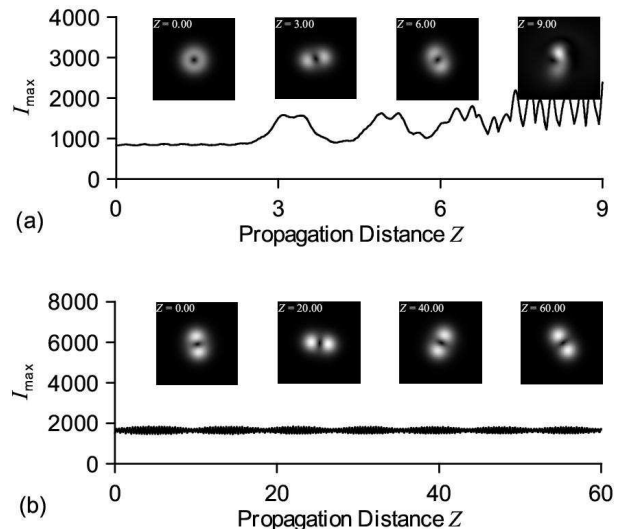 4000
3000
2000
1000
0
I max
Z = 0.00
Z = 3.00
Z = 6.00
Z = 9.00
0 3 6 9
(a)
Propagation Distance Z
8000
6000
4000
2000
0
I max
Z = 0.00
Z = 20.00
Z = 40.00
Z = 60.00
0 20 40 60
(b)
Propagation Distance Z